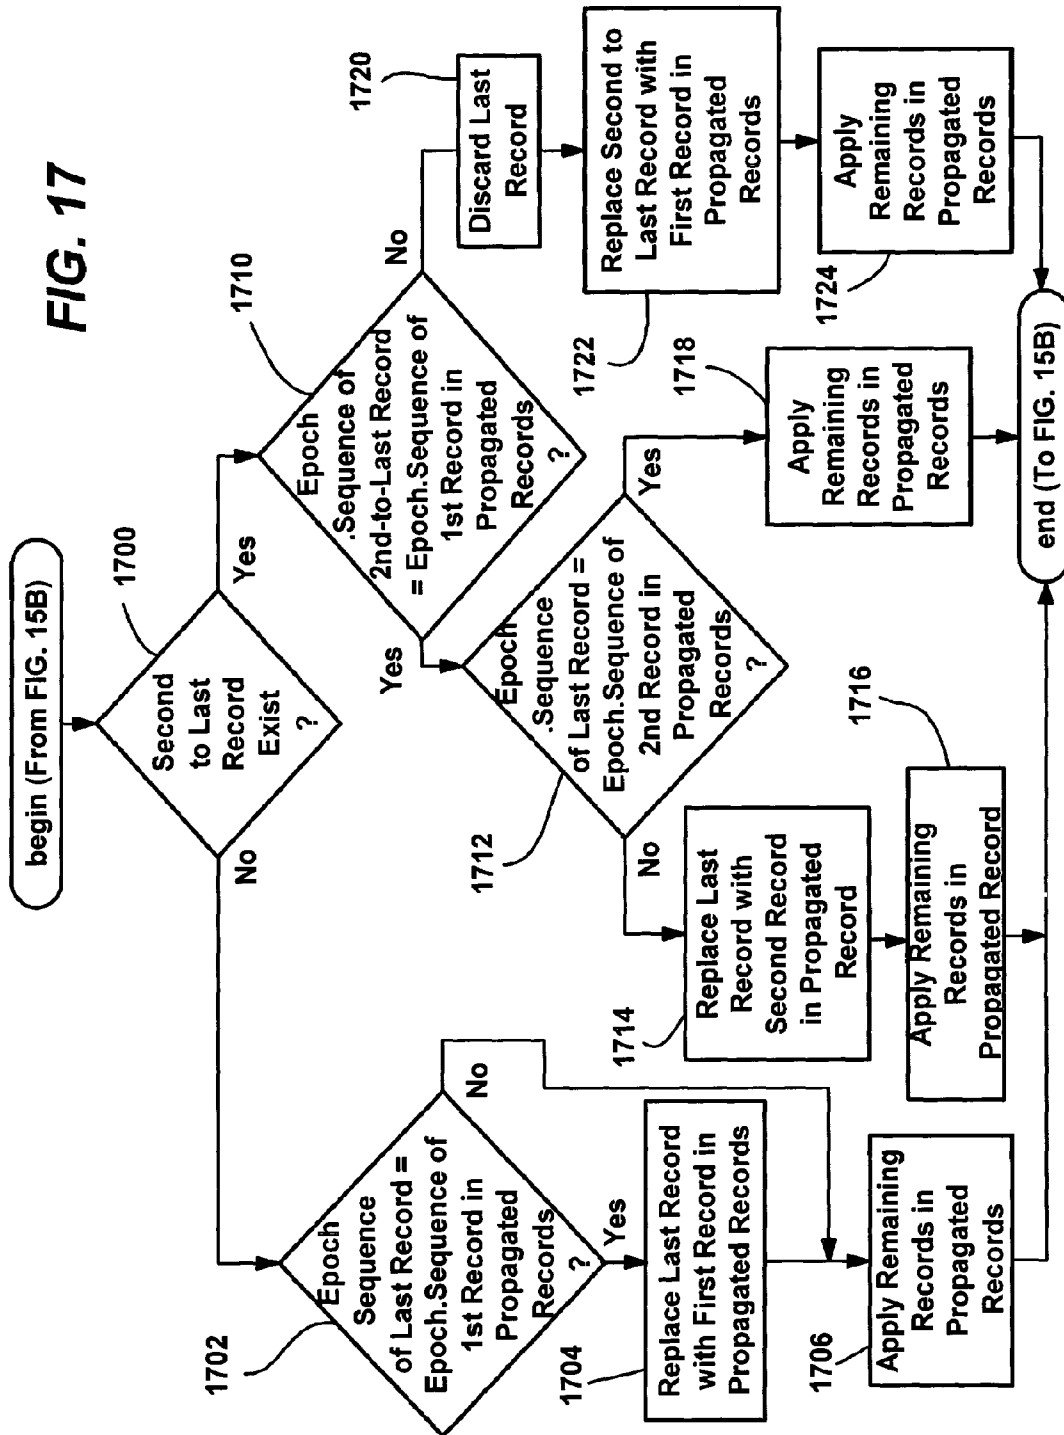 FIG. 17
begin (From FIG. 15B)
1700
Second
to Last
Record
Exist
?
No
Yes
1702
Epoch
Sequence
of Last Record =
Epoch.Sequence of
1st Record in
Propagated
Records
?
No
Yes
1704
Replace Last Record
with First Record in
Propagated Records
1706
Apply Remaining
Records in
Propagated
Records
1710
Epoch
.Sequence of
2nd-to-Last Record
= Epoch.Sequence of
1st Record in
Propagated
Records
?
Yes
No
1712
Epoch
.Sequence
of Last Record =
Epoch.Sequence of
2nd Record in
Propagated
Records
?
No
Yes
1714
Replace Last
Record with
Second Record
in Propagated
Record
1716
Apply Remaining
Records in
Propagated Record
1718
Apply
Remaining
Records in
Propagated
Records
1720
Discard Last
Record
1722
Replace Second to
Last Record with
First Record in
Propagated
Records
1724
Apply
Remaining
Records in
Propagated
Records
end (To FIG. 15B)